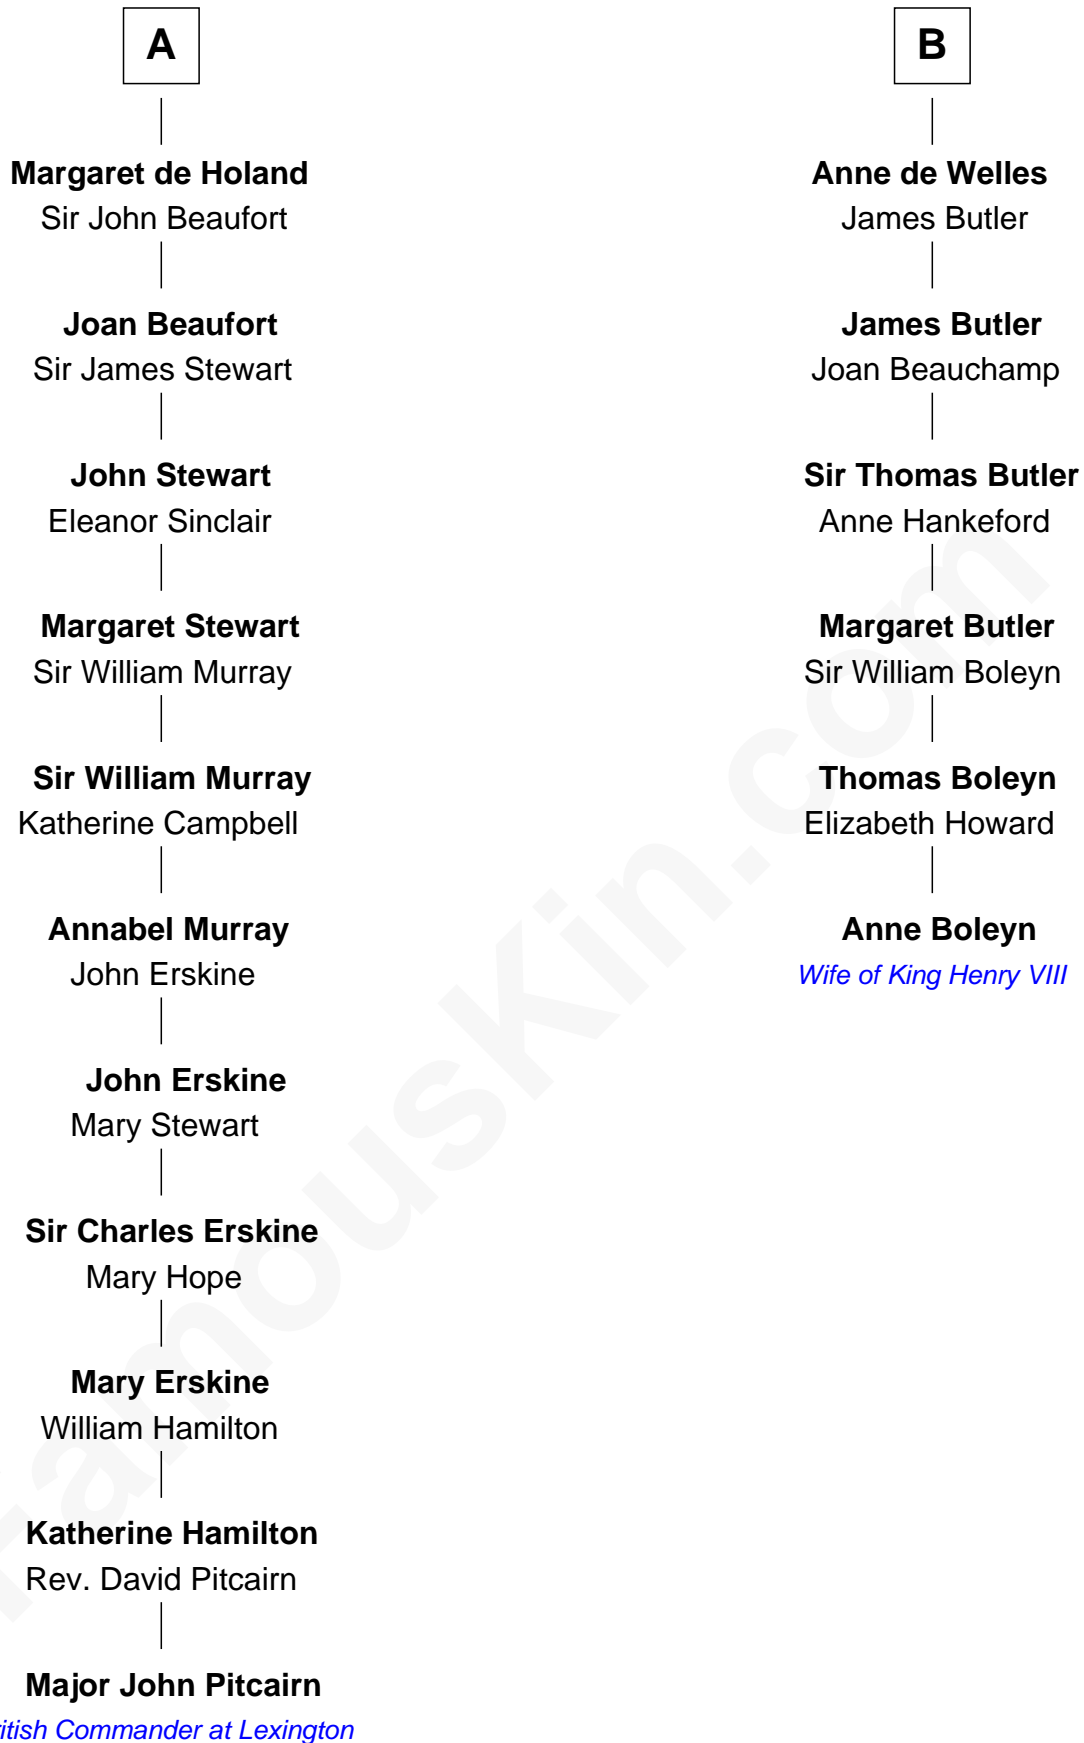 A
Margaret de Holand
Sir John Beaufort
Joan Beaufort
Sir James Stewart
John Stewart
Eleanor Sinclair
Margaret Stewart
Sir William Murray
Sir William Murray
Katherine Campbell
Annabel Murray
John Erskine
John Erskine
Mary Stewart
Sir Charles Erskine
Mary Hope
Mary Erskine
William Hamilton
Katherine Hamilton
Rev. David Pitcairn
Major John Pitcairn
itish Commander at Lexington
B
Anne de Welles
James Butler
James Butler
Joan Beauchamp
Sir Thomas Butler
Anne Hankeford
Margaret Butler
Sir William Boleyn
Thomas Boleyn
Elizabeth Howard
Anne Boleyn
Wife of King Henry VIII
FamousKin.com